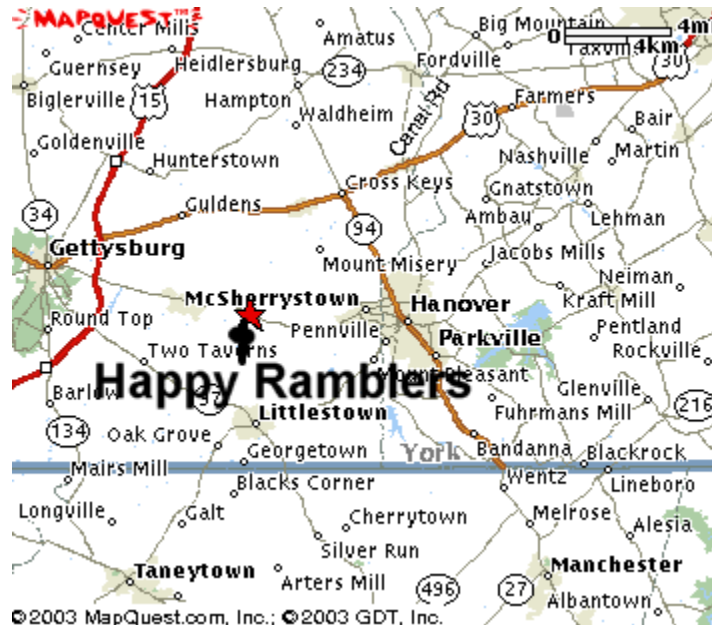 MAPQUEST™
Center Mills
Amatus
Big Mountain
0 4mi
4km
Taxville
30
Guernsey
Heidlersburg
234
Fordville
Biglerville
15
Hampton
Waldheim
Canal Rd
30
Farmers
Bair
Goldenville
Hunterstown
Nashville
Martin
Cross Keys
Gnatstown
34
Guldens
94
Ambau
Lehman
Gettysburg
Mount Misery
Jacobs Mills
Neiman
McSherrystown
Hanover
Kraft Mill
Round Top
Pennville
Parkville
Pentland
Two Taverns
Rockville
Happy Ramblers
Mount Pleasant
Barlow
97
Glenville
Littlestown
Fuhrmans Mill
216
134
Oak Grove
York
Bandanna
Blackrock
Georgetown
Mairs Mill
Wentz
Lineboro
Blacks Corner
Longville
Galt
Cherrytown
Melrose
Alesia
Silver Run
Taneytown
Arters Mill
Manchester
496
27
Albantown
©2003 MapQuest.com, Inc.; ©2003 GDT, Inc.